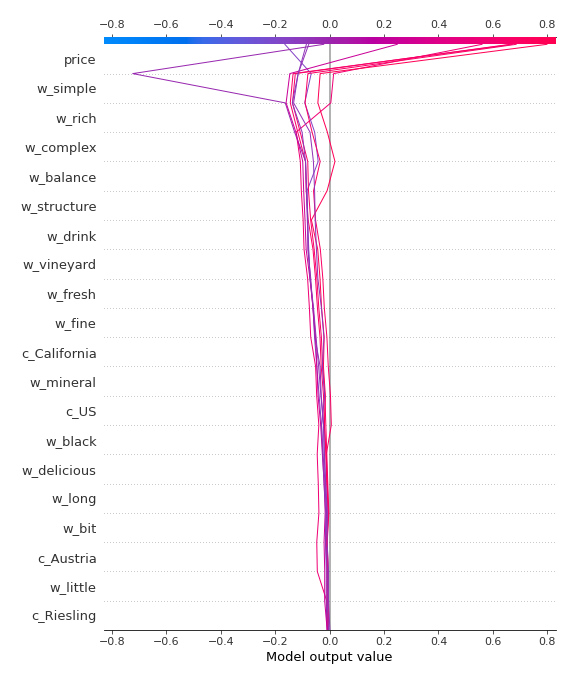 −0.8 −0.6 −0.4 −0.2 0.0 0.2 0.4 0.6 0.8
price
w_simple
w_rich
w_complex
w_balance
w_structure
w_drink
w_vineyard
w_fresh
w_fine
c_California
w_mineral
c_US
w_black
w_delicious
w_long
w_bit
c_Austria
w_little
c_Riesling
−0.8 −0.6 −0.4 −0.2 0.0 0.2 0.4 0.6 0.8
Model output value